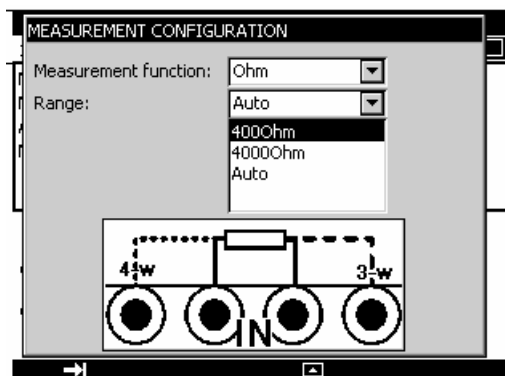 MEASUREMENT CONFIGURATION
Measurement function: Ohm
Range: Auto
400Ohm
4000Ohm
Auto
4-w 3-w
IN